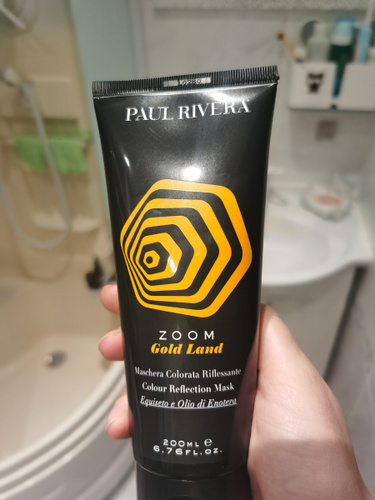 PAUL RIVERA
ZOOM
Gold Land
Maschera Colorata Riflessante
Colour Reflection Mask
Equiseto e Olio di Enotera
200ML e
6.76FL.OZ.